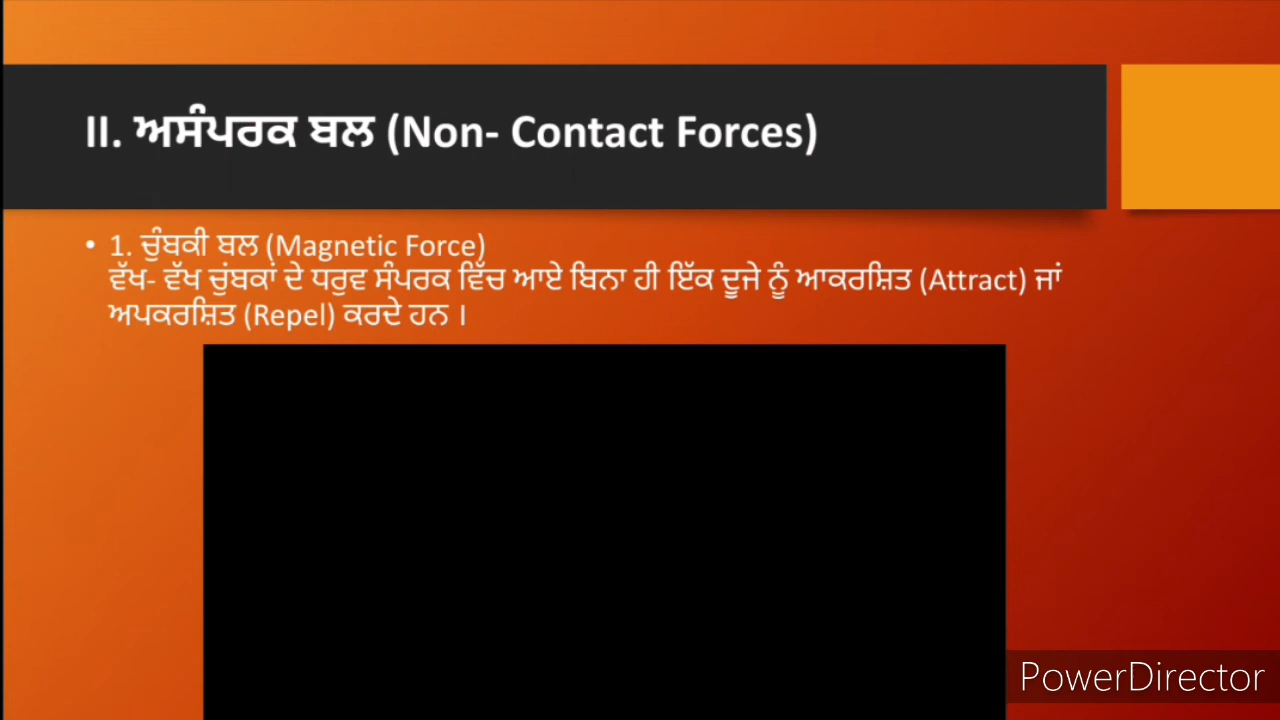 II. ਅਸੰਪਰਕ ਬਲ (Non- Contact Forces)
• 1. ਚੁੰਬਕੀ ਬਲ (Magnetic Force)
ਵੱਖ- ਵੱਖ ਚੁੰਬਕਾਂ ਦੇ ਧਰੁਵ ਸੰਪਰਕ ਵਿੱਚ ਆਏ ਬਿਨਾ ਹੀ ਇੱਕ ਦੂਜੇ ਨੂੰ ਆਕਰਸ਼ਿਤ (Attract) ਜਾਂ
ਅਪਕਰਸ਼ਿਤ (Repel) ਕਰਦੇ ਹਨ ।
PowerDirector